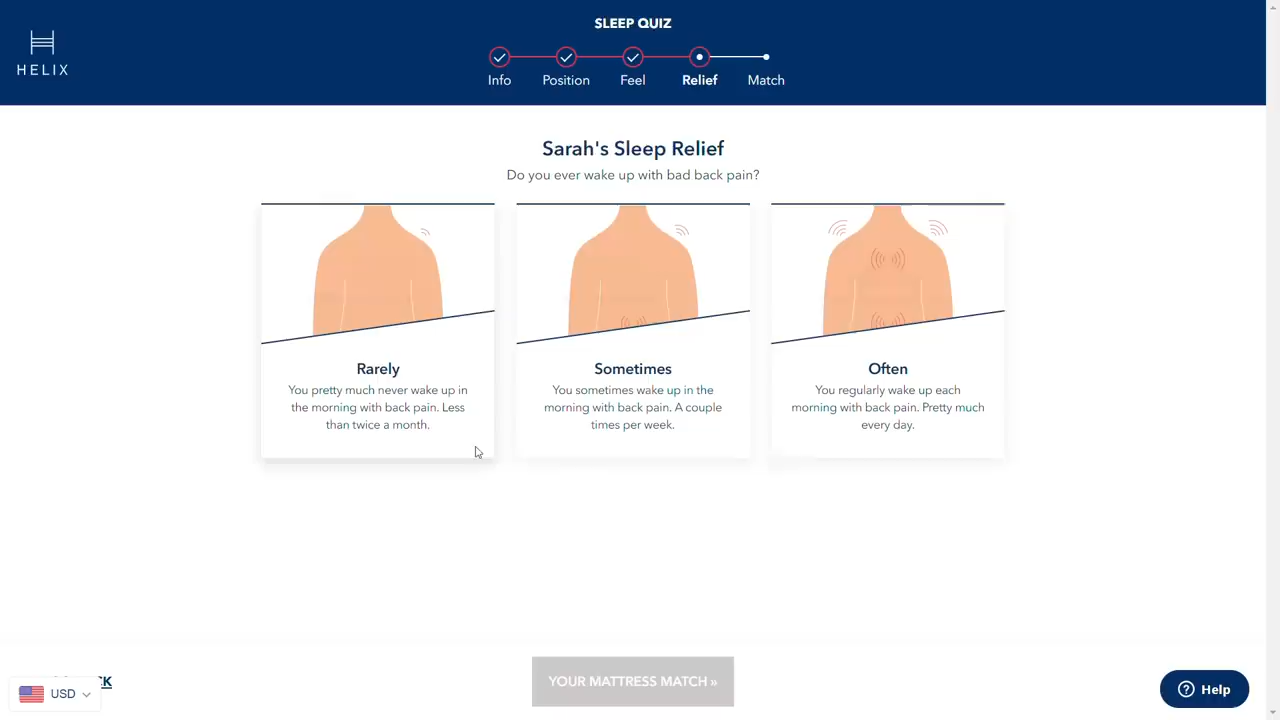 SLEEP QUIZ
HELIX
Info Position Feel Relief Match
Sarah's Sleep Relief
Do you ever wake up with bad back pain?
Rarely
You pretty much never wake up in
the morning with back pain. Less
than twice a month.
Sometimes
You sometimes wake up in the
morning with back pain. A couple
times per week.
Often
You regularly wake up each
morning with back pain. Pretty much
every day.
USD
YOUR MATTRESS MATCH »
Help